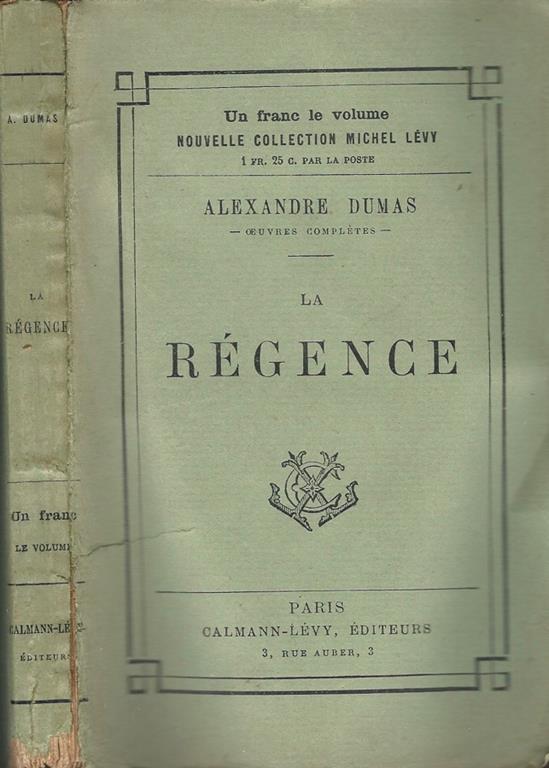 A. DUMAS
LA
RÉGENCE
Un franc
LE VOLUME
CALMANN-LÉVY
ÉDITEURS
Un franc le volume
NOUVELLE COLLECTION MICHEL LÉVY
1 FR. 25 C. PAR LA POSTE
ALEXANDRE DUMAS
— ŒUVRES COMPLÈTES —
LA
RÉGENCE
PARIS
CALMANN-LÉVY, ÉDITEURS
3, RUE AUBER, 3